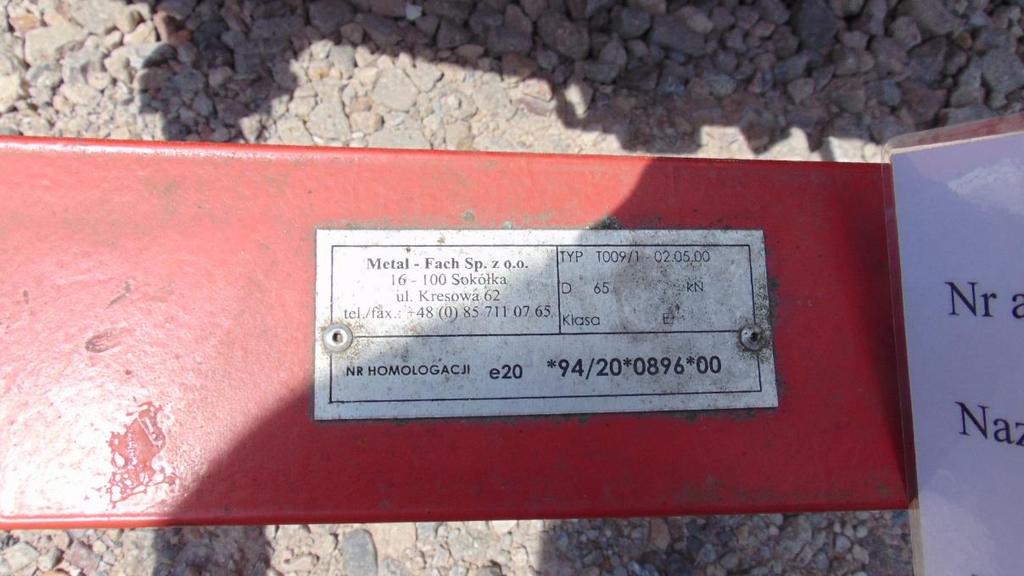 Metal - Fach Sp. z o.o.
16 - 100 Sokółka
ul. Kresowa 62
tel./fax.: +48 (0) 85 711 07 65
TYP T009/1 - 02.05.00
D 65 kN
Klasa E
NR HOMOLOGACJI e20 *94/20*0896*00
Nr